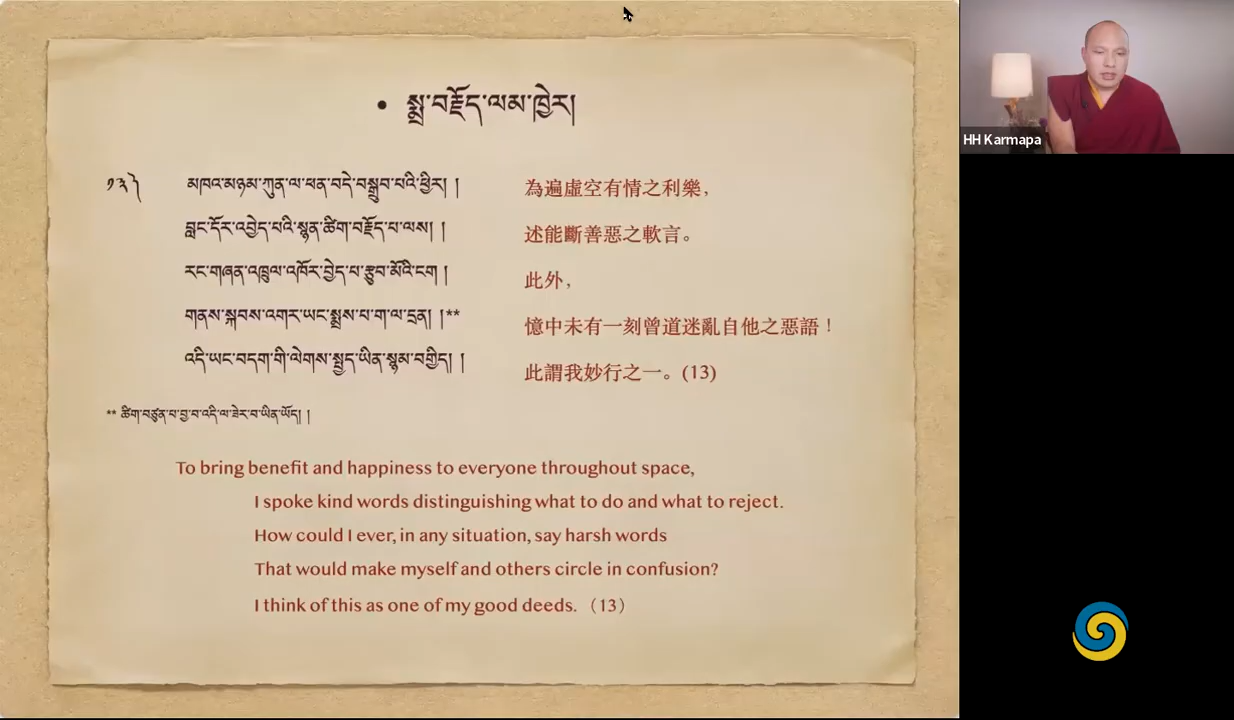 • སྨྲ་བརྗོད་ལམ་ཁྱེར།
HH Karmapa
༡༣༽ མཁའ་མཉམ་ཀུན་ལ་ཕན་བདེ་བསྒྲུབ་པའི་ཕྱིར། །
བླང་དོར་འབྱེད་པའི་སྙན་ཚིག་བརྗོད་པ་ལས། །
རང་གཞན་འཁྲུལ་འཁོར་བྱེད་པ་རྩུབ་མོའི་ངག །
གནས་སྐབས་འགར་ཡང་སྨྲས་པ་ག་ལ་དྲན། །**
འདི་ཡང་བདག་གི་ལེགས་སྤྱད་ཡིན་སྙམ་བགྱིད། །
為遍虛空有情之利樂,
述能斷善惡之軟言。
此外,
憶中未有一刻曾道迷亂自他之惡語！
此謂我妙行之一。(13)
** ཚིག་བཙུན་པ་བྱ་བ་འདི་ལ་ཟེར་བ་ཡིན་ཡོད། །
To bring benefit and happiness to everyone throughout space,
I spoke kind words distinguishing what to do and what to reject.
How could I ever, in any situation, say harsh words
That would make myself and others circle in confusion?
I think of this as one of my good deeds.（13）